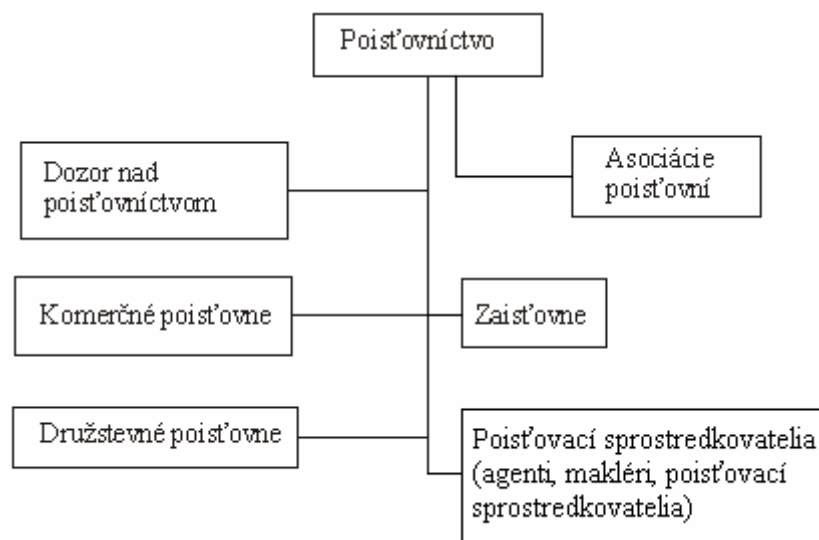 Poisťovníctvo
Dozor nad
poisťovníctvom
Asociácie
poisťovní
Komerčné poisťovne
Zaisťovne
Družstevné poisťovne
Poisťovací sprostredkovatelia
(agenti, makléri, poisťovací
sprostredkovatelia)